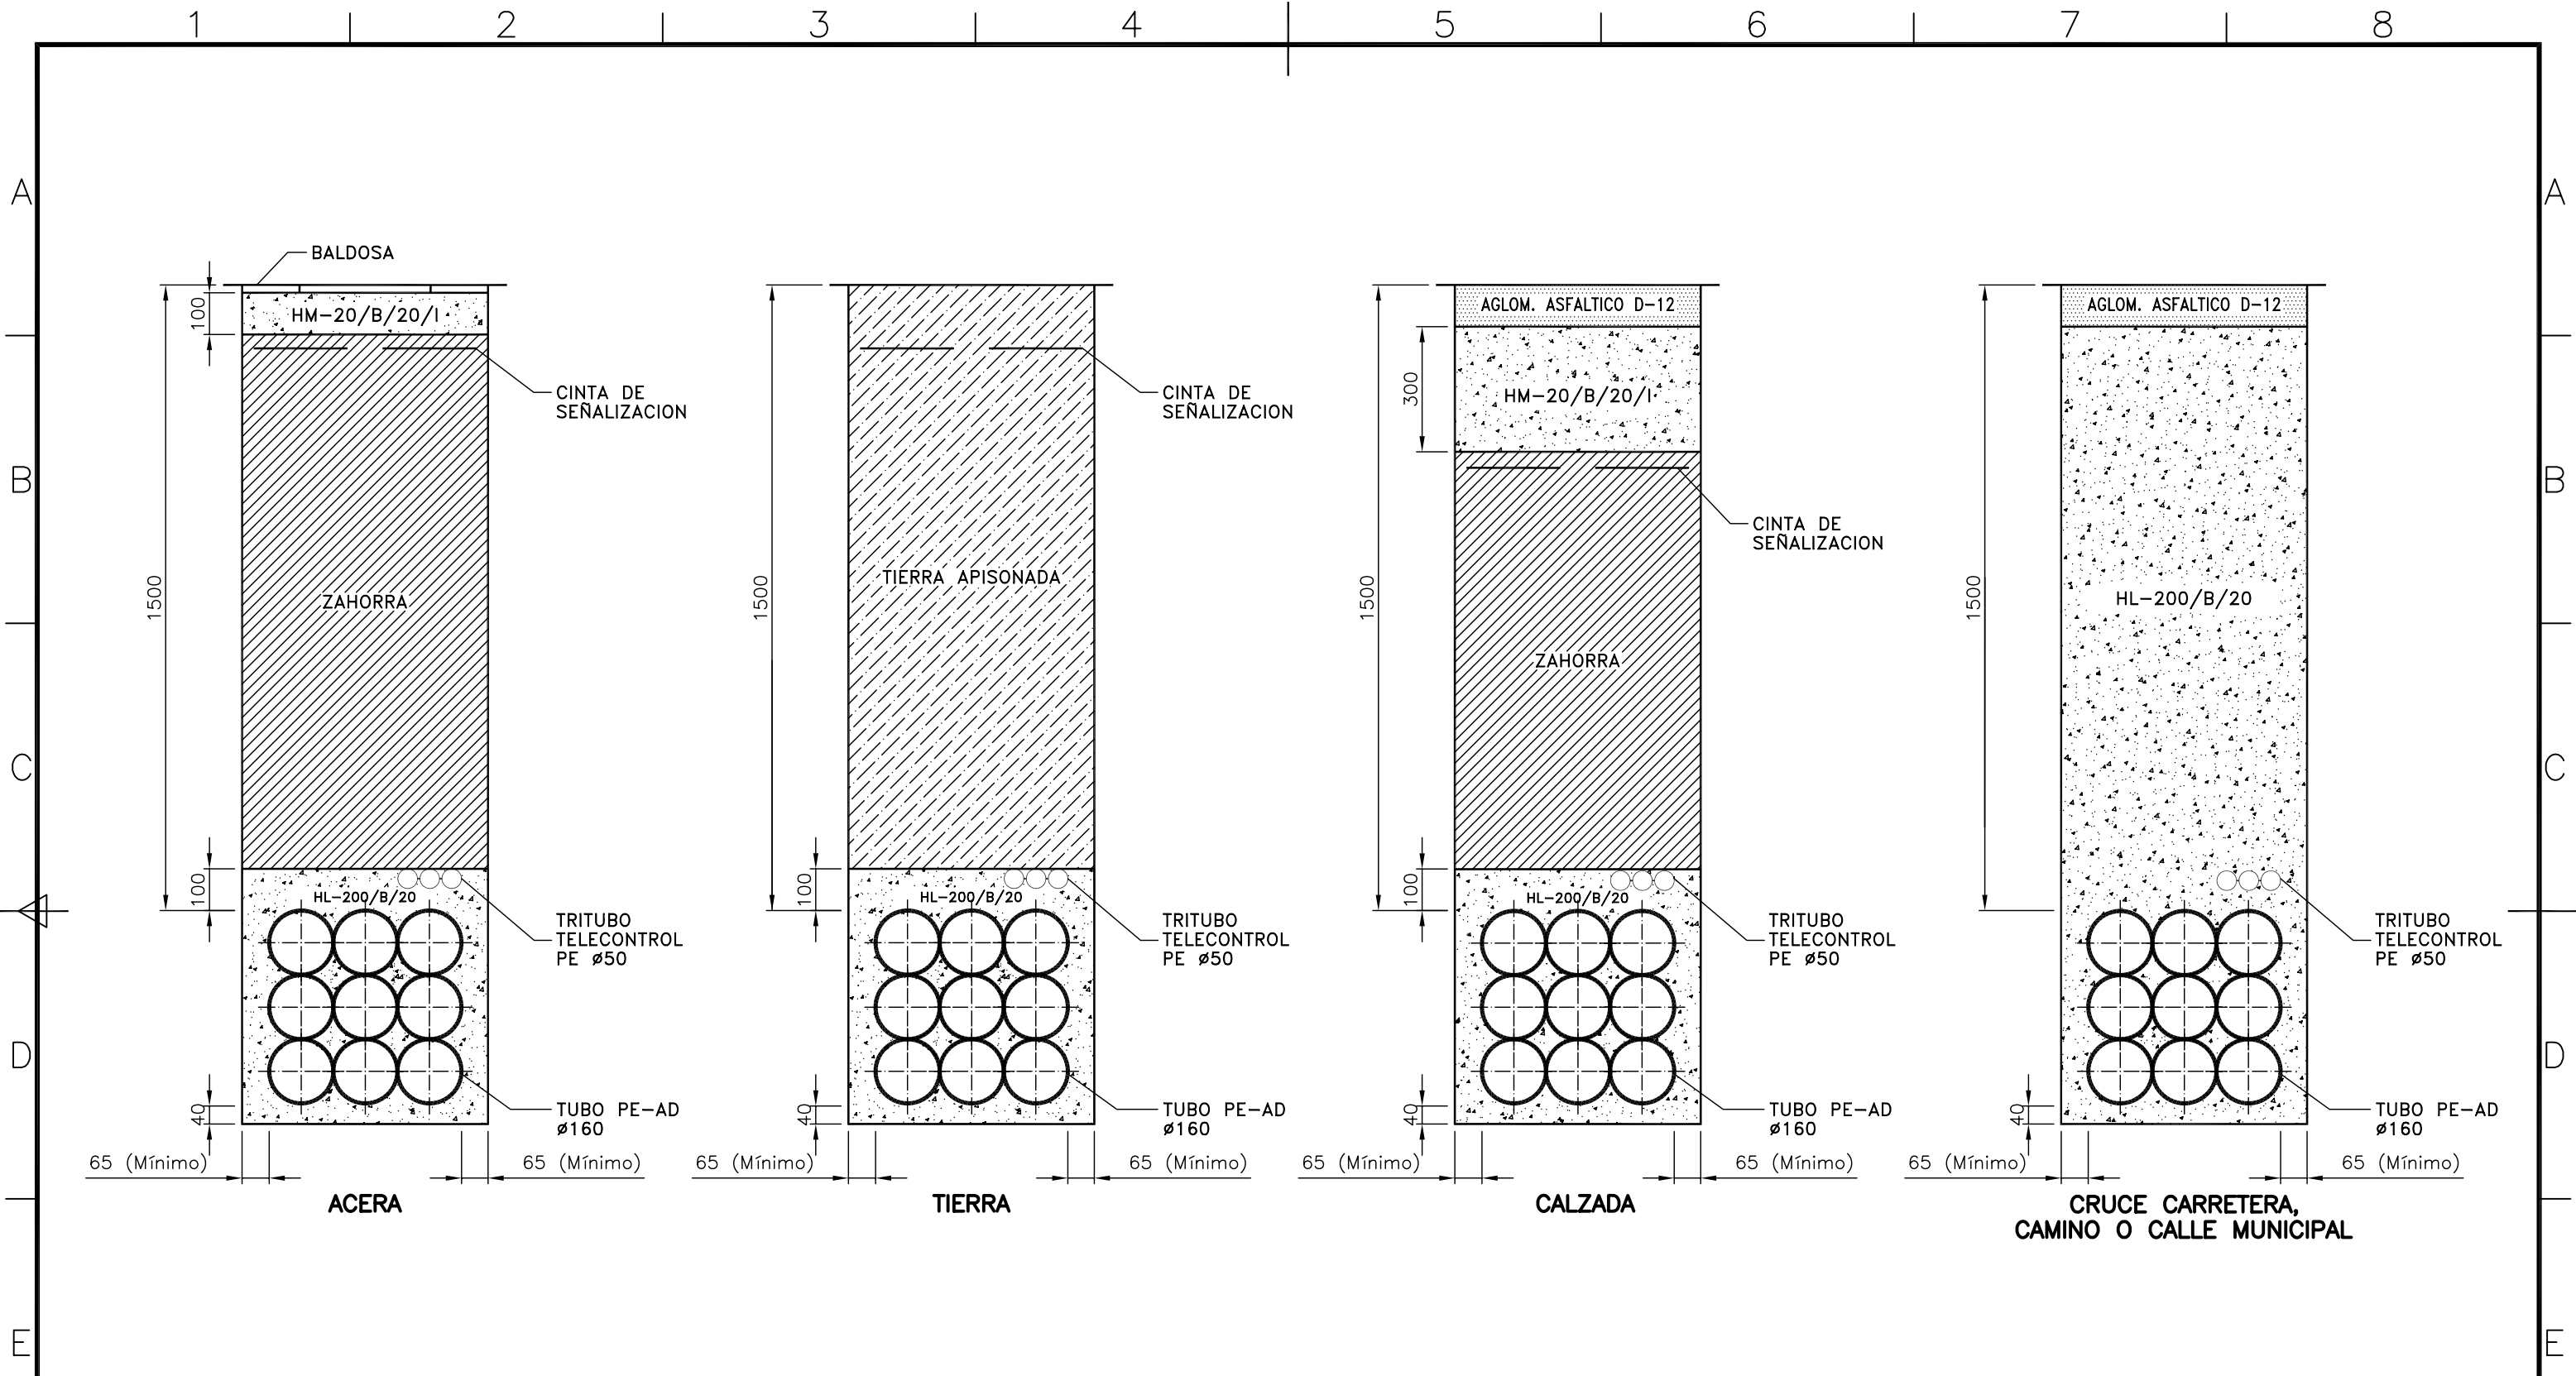 1 2 3 4 5 6 7 8
A A
B B
C C
D D
E E
BALDOSA
100
HM-20/B/20/I
CINTA DE
SEÑALIZACION
1500
ZAHORRA
100
HL-200/B/20
TRITUBO
TELECONTROL
PE ø50
40
TUBO PE-AD
ø160
65 (Mínimo)
65 (Mínimo)
ACERA
CINTA DE
SEÑALIZACION
1500
TIERRA APISONADA
100
HL-200/B/20
TRITUBO
TELECONTROL
PE ø50
40
TUBO PE-AD
ø160
65 (Mínimo)
65 (Mínimo)
TIERRA
AGLOM. ASFALTICO D-12
300
HM-20/B/20/I
CINTA DE
SEÑALIZACION
1500
ZAHORRA
100
HL-200/B/20
TRITUBO
TELECONTROL
PE ø50
40
TUBO PE-AD
ø160
65 (Mínimo)
65 (Mínimo)
CALZADA
AGLOM. ASFALTICO D-12
1500
HL-200/B/20
TRITUBO
TELECONTROL
PE ø50
40
TUBO PE-AD
ø160
65 (Mínimo)
65 (Mínimo)
CRUCE CARRETERA,
CAMINO O CALLE MUNICIPAL